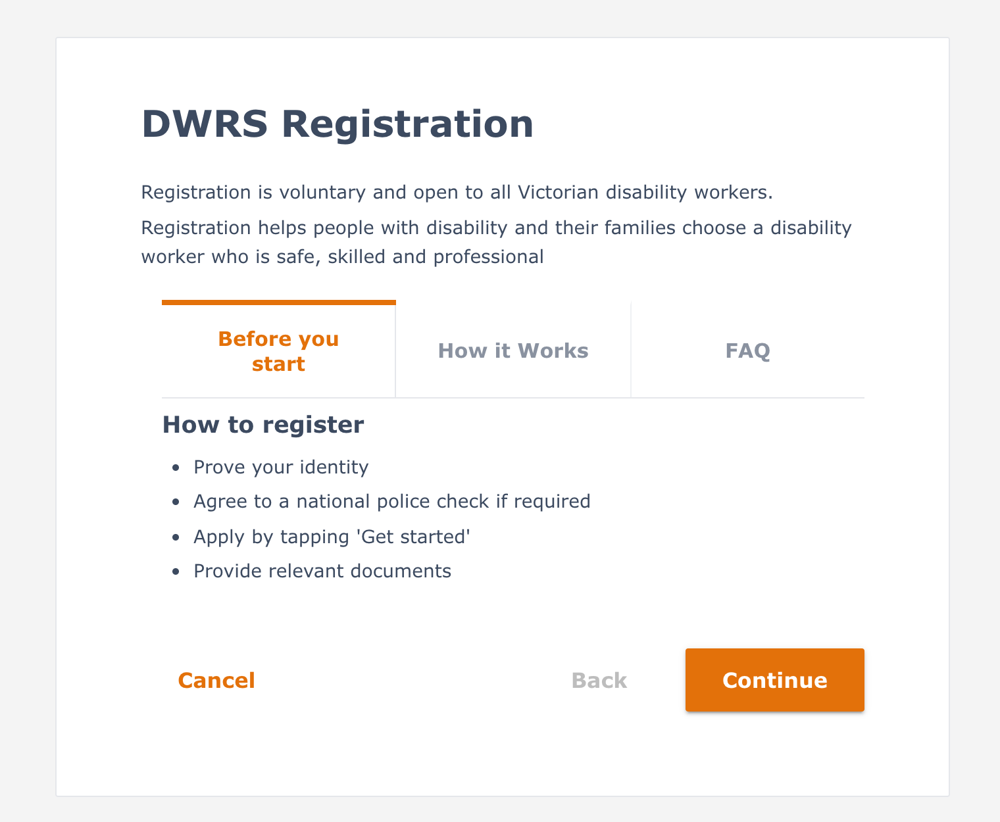 DWRS Registration
Registration is voluntary and open to all Victorian disability workers.
Registration helps people with disability and their families choose a disability
worker who is safe, skilled and professional
Before you
start
How it Works
FAQ
How to register
Prove your identity
Agree to a national police check if required
Apply by tapping 'Get started'
Provide relevant documents
Cancel
Back
Continue